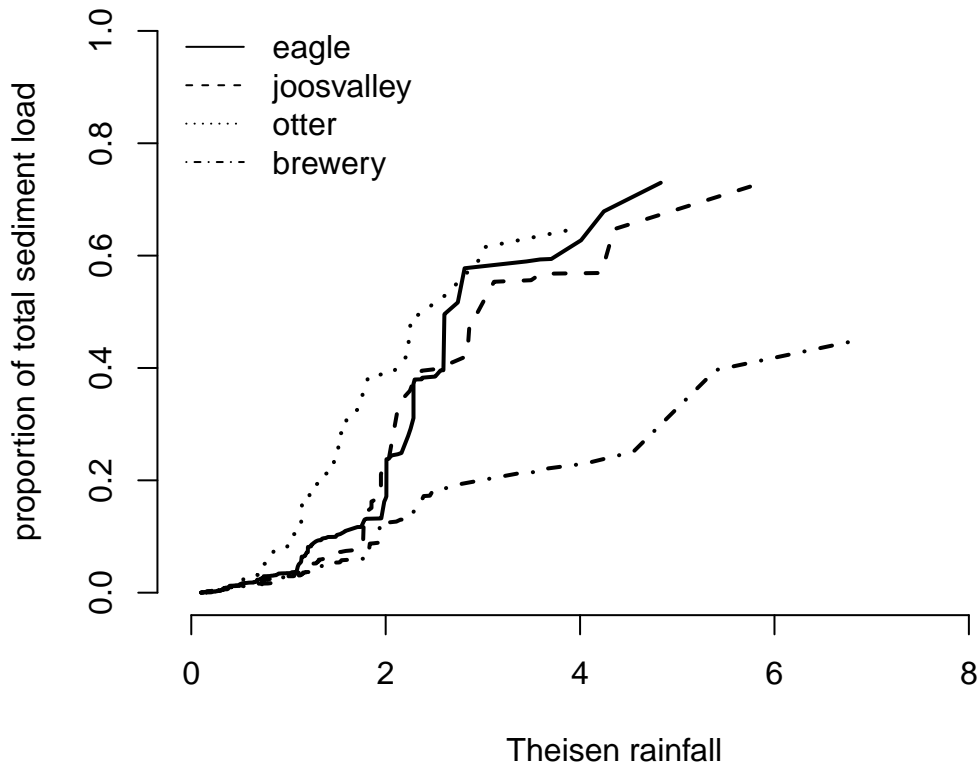 proportion of total sediment load
1.0
0.8
0.6
0.4
0.2
0.0
eagle
joosvalley
otter
brewery
0 2 4 6 8
Theisen rainfall